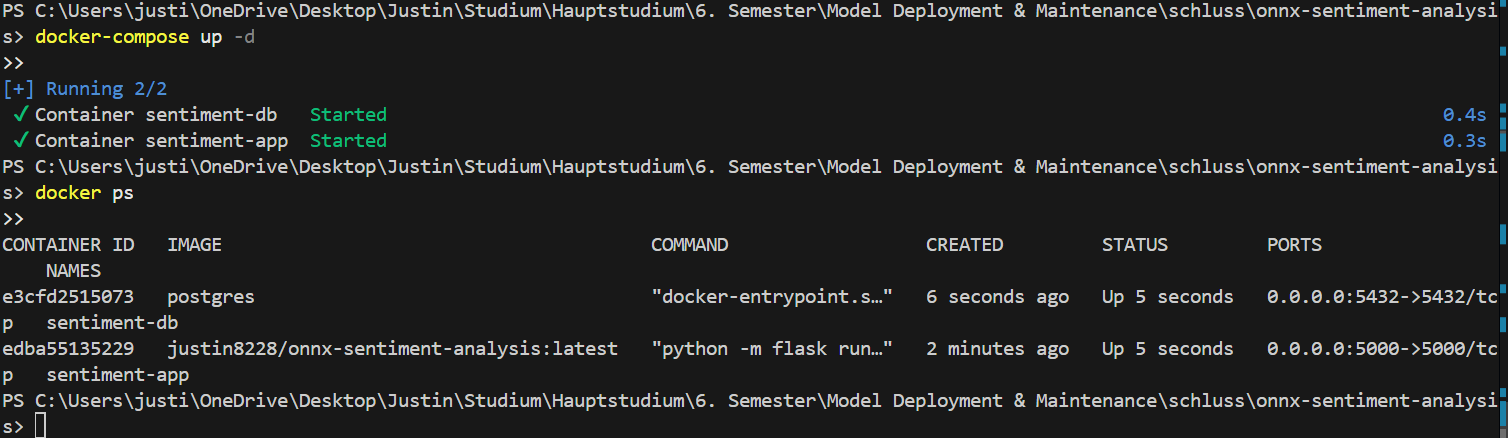 PS C:\Users\justi\OneDrive\Desktop\Justin\Studium\Hauptstudium\6. Semester\Model Deployment & Maintenance\schluss\onnx-sentiment-analysi
s> docker-compose up -d
>>
[+] Running 2/2
✓ Container sentiment-db   Started   0.4s
✓ Container sentiment-app  Started   0.3s
PS C:\Users\justi\OneDrive\Desktop\Justin\Studium\Hauptstudium\6. Semester\Model Deployment & Maintenance\schluss\onnx-sentiment-analysi
s> docker ps
>>
CONTAINER ID   IMAGE   COMMAND   CREATED   STATUS   PORTS
NAMES
e3cfd2515073   postgres   "docker-entrypoint.s…"   6 seconds ago   Up 5 seconds   0.0.0.0:5432->5432/tc
p   sentiment-db
edba55135229   justin8228/onnx-sentiment-analysis:latest   "python -m flask run…"   2 minutes ago   Up 5 seconds   0.0.0.0:5000->5000/tc
p   sentiment-app
PS C:\Users\justi\OneDrive\Desktop\Justin\Studium\Hauptstudium\6. Semester\Model Deployment & Maintenance\schluss\onnx-sentiment-analysi
s>